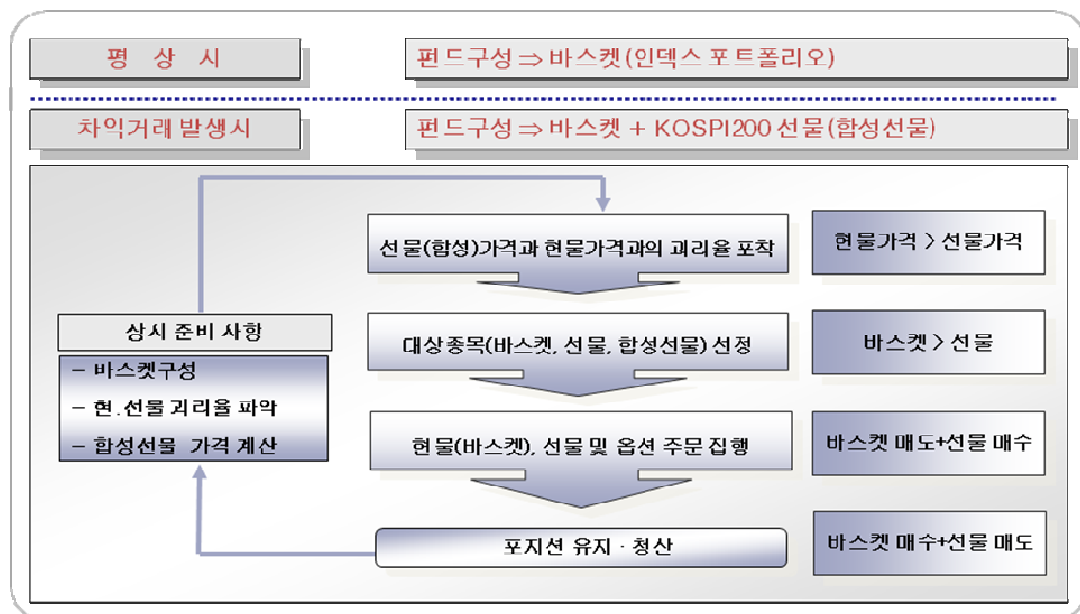 평 상 시
펀드구성 ⇒ 바스켓(인덱스 포트폴리오)
차익거래 발생시
펀드구성 ⇒ 바스켓 + KOSPI200 선물(합성선물)
선물(합성)가격과 현물가격과의 괴리율 포착
현물가격 > 선물가격
상시 준비 사항
- 바스켓구성
- 현.선물 괴리율 파악
- 합성선물 가격 계산
대상종목(바스켓, 선물, 합성선물) 선정
바스켓 > 선물
현물(바스켓), 선물 및 옵션 주문 집행
바스켓 매도+선물 매수
포지션 유지 · 청산
바스켓 매수+선물 매도